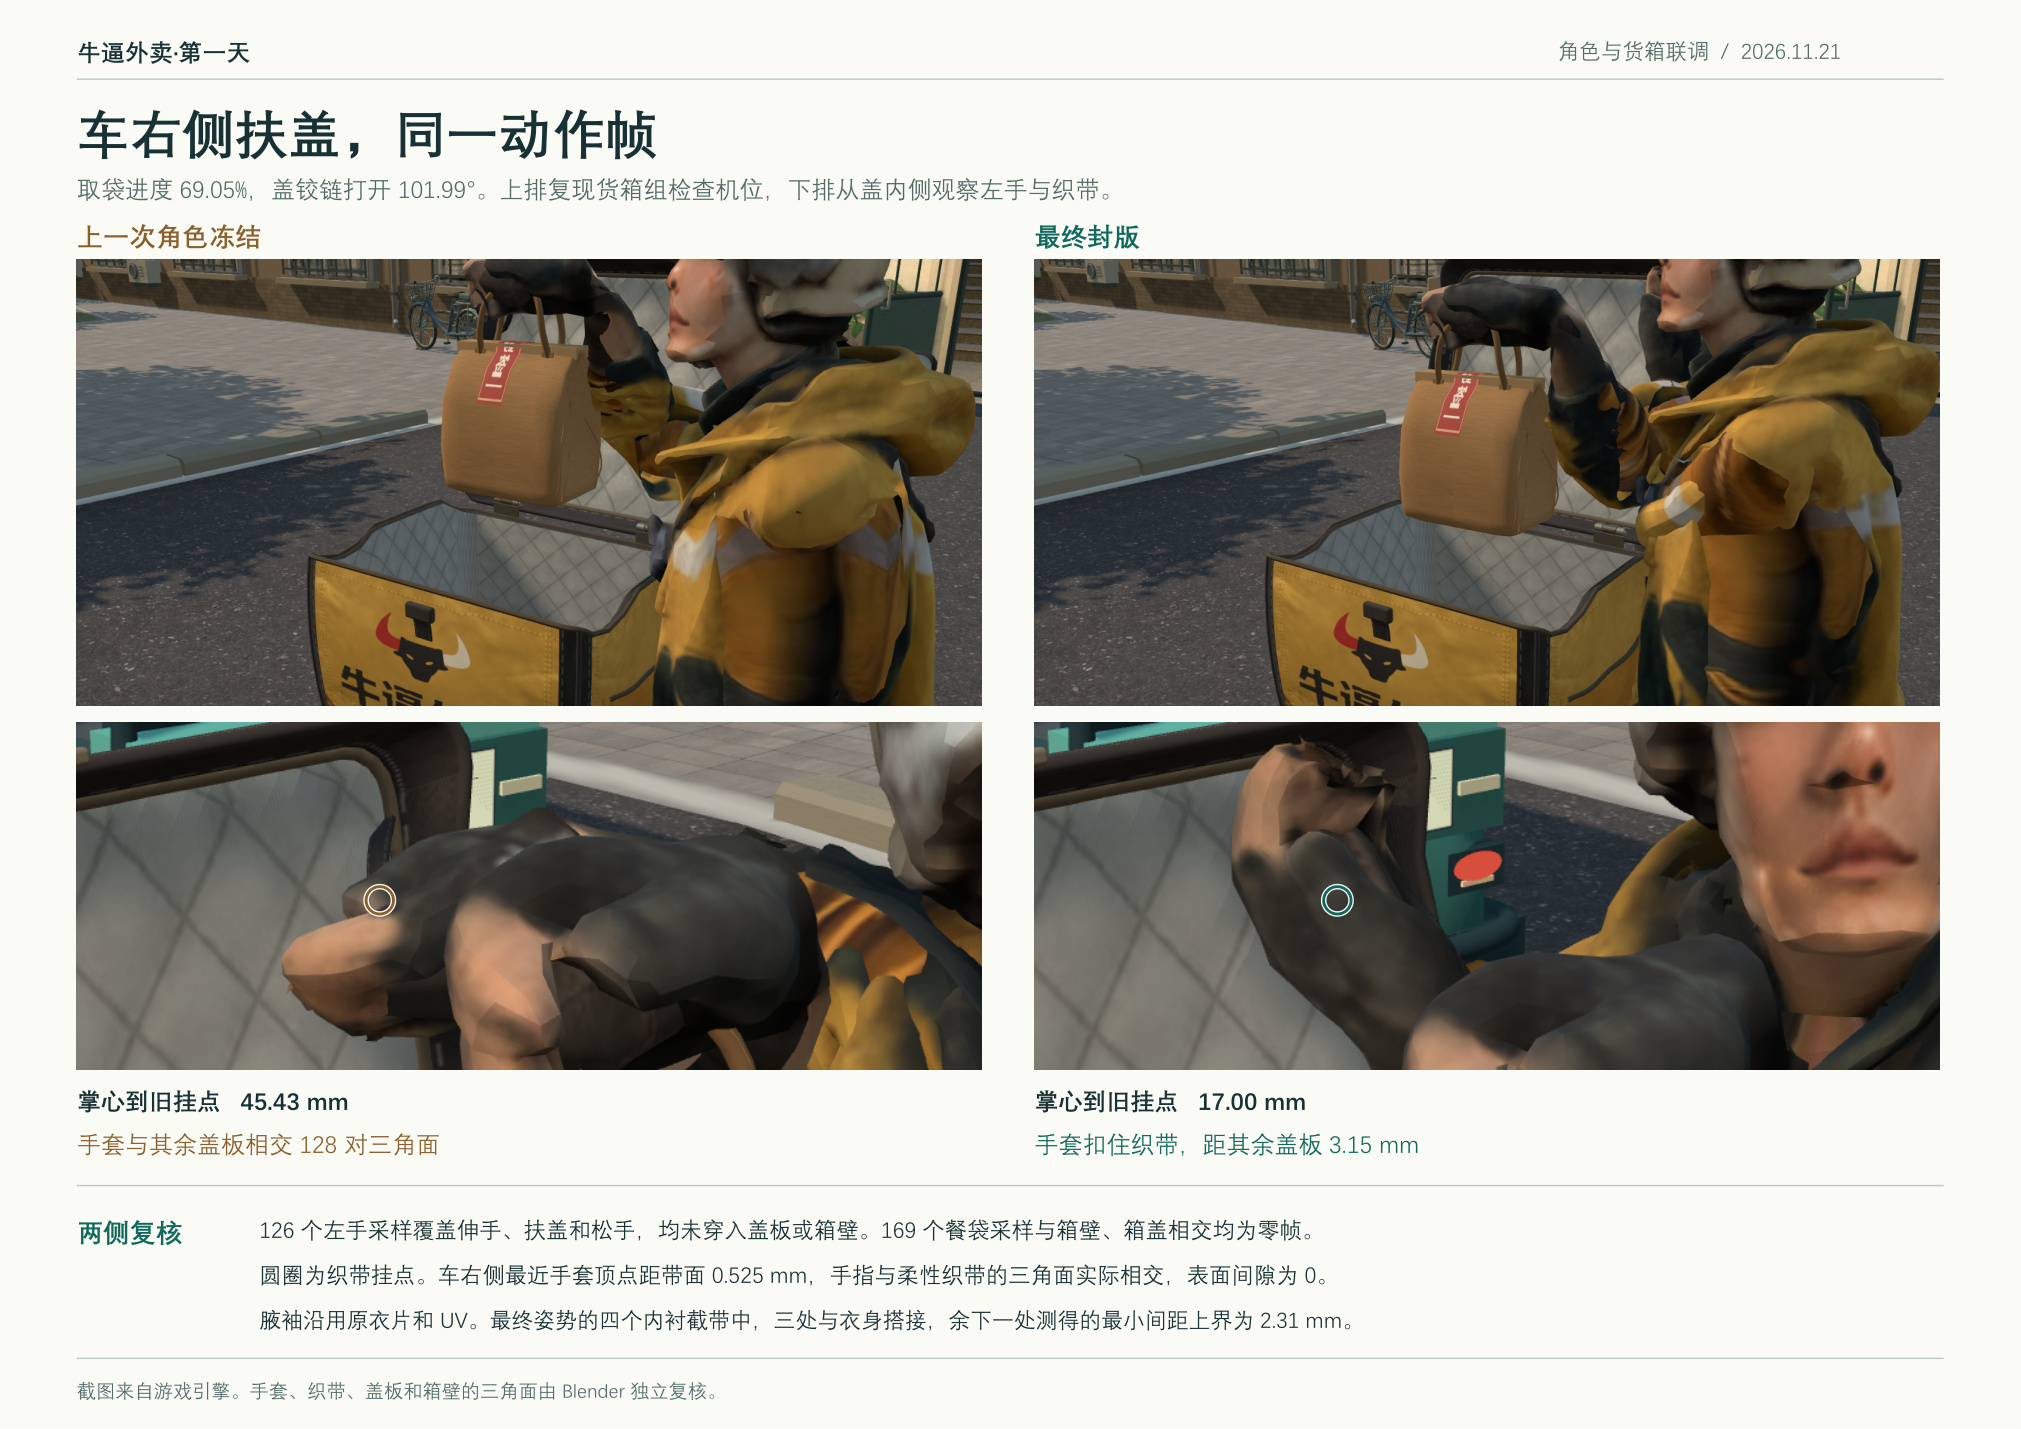 牛逼外卖·第一天
角色与货箱联调 / 2026.11.21
车右侧扶盖，同一动作帧
取袋进度 69.05%，盖铰链打开 101.99°。上排复现货箱组检查机位，下排从盖内侧观察左手与织带。
上一次角色冻结
最终封版
牛逼
牛逼
掌心到旧挂点 45.43 mm
手套与其余盖板相交 128 对三角面
掌心到旧挂点 17.00 mm
手套扣住织带，距其余盖板 3.15 mm
两侧复核
126 个左手采样覆盖伸手、扶盖和松手，均未穿入盖板或箱壁。169 个餐袋采样与箱壁、箱盖相交均为零帧。
圆圈为织带挂点。车右侧最近手套顶点距带面 0.525 mm，手指与柔性织带的三角面实际相交，表面间隙为 0。
腋袖沿用原衣片和 UV。最终姿势的四个内衬截带中，三处与衣身搭接，余下一处测得的最小间距上界为 2.31 mm。
截图来自游戏引擎。手套、织带、盖板和箱壁的三角面由 Blender 独立复核。